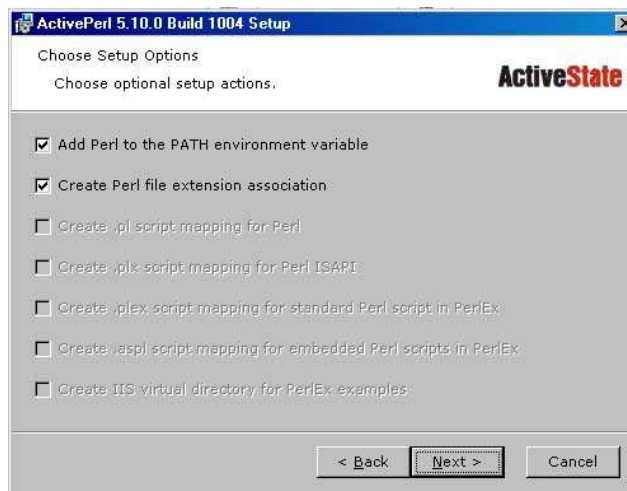 ActivePerl 5.10.0 Build 1004 Setup
Choose Setup Options
Choose optional setup actions.
ActiveState
Add Perl to the PATH environment variable
Create Perl file extension association
Create .pl script mapping for Perl
Create .plx script mapping for Perl ISAPI
Create .plex script mapping for standard Perl script in PerlEx
Create .aspl script mapping for embedded Perl scripts in PerlEx
Create IIS virtual directory for PerlEx examples
< Back
Next >
Cancel